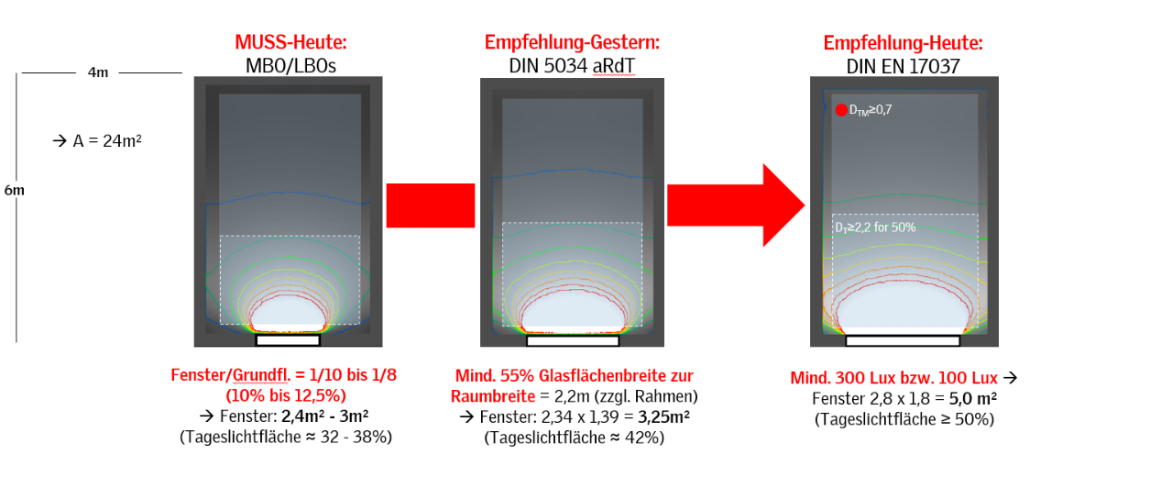 MUSS-Heute:
MBO/LBOs
Empfehlung-Gestern:
DIN 5034 aRdT
Empfehlung-Heute:
DIN EN 17037
4m
→ A = 24m²
6m
D_TM≥0,7
D_T≥2,2 for 50%
Fenster/Grundfl. = 1/10 bis 1/8
(10% bis 12,5%)
→ Fenster: 2,4m² - 3m²
(Tageslichtfläche ≈ 32 - 38%)
Mind. 55% Glasflächenbreite zur
Raumbreite = 2,2m (zzgl. Rahmen)
→ Fenster: 2,34 x 1,39 = 3,25m²
(Tageslichtfläche ≈ 42%)
Mind. 300 Lux bzw. 100 Lux →
Fenster 2,8 x 1,8 = 5,0 m²
(Tageslichtfläche ≥ 50%)